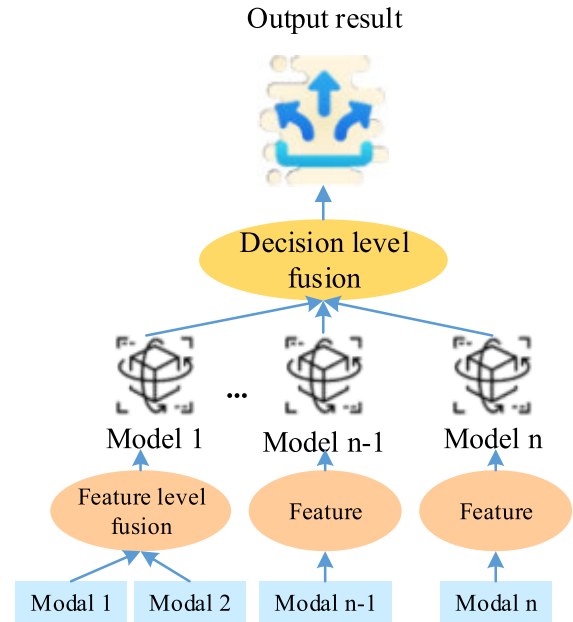 Output result
Decision level
fusion
...
Model 1
Model n-1
Model n
Feature level
fusion
Feature
Feature
Modal 1
Modal 2
Modal n-1
Modal n